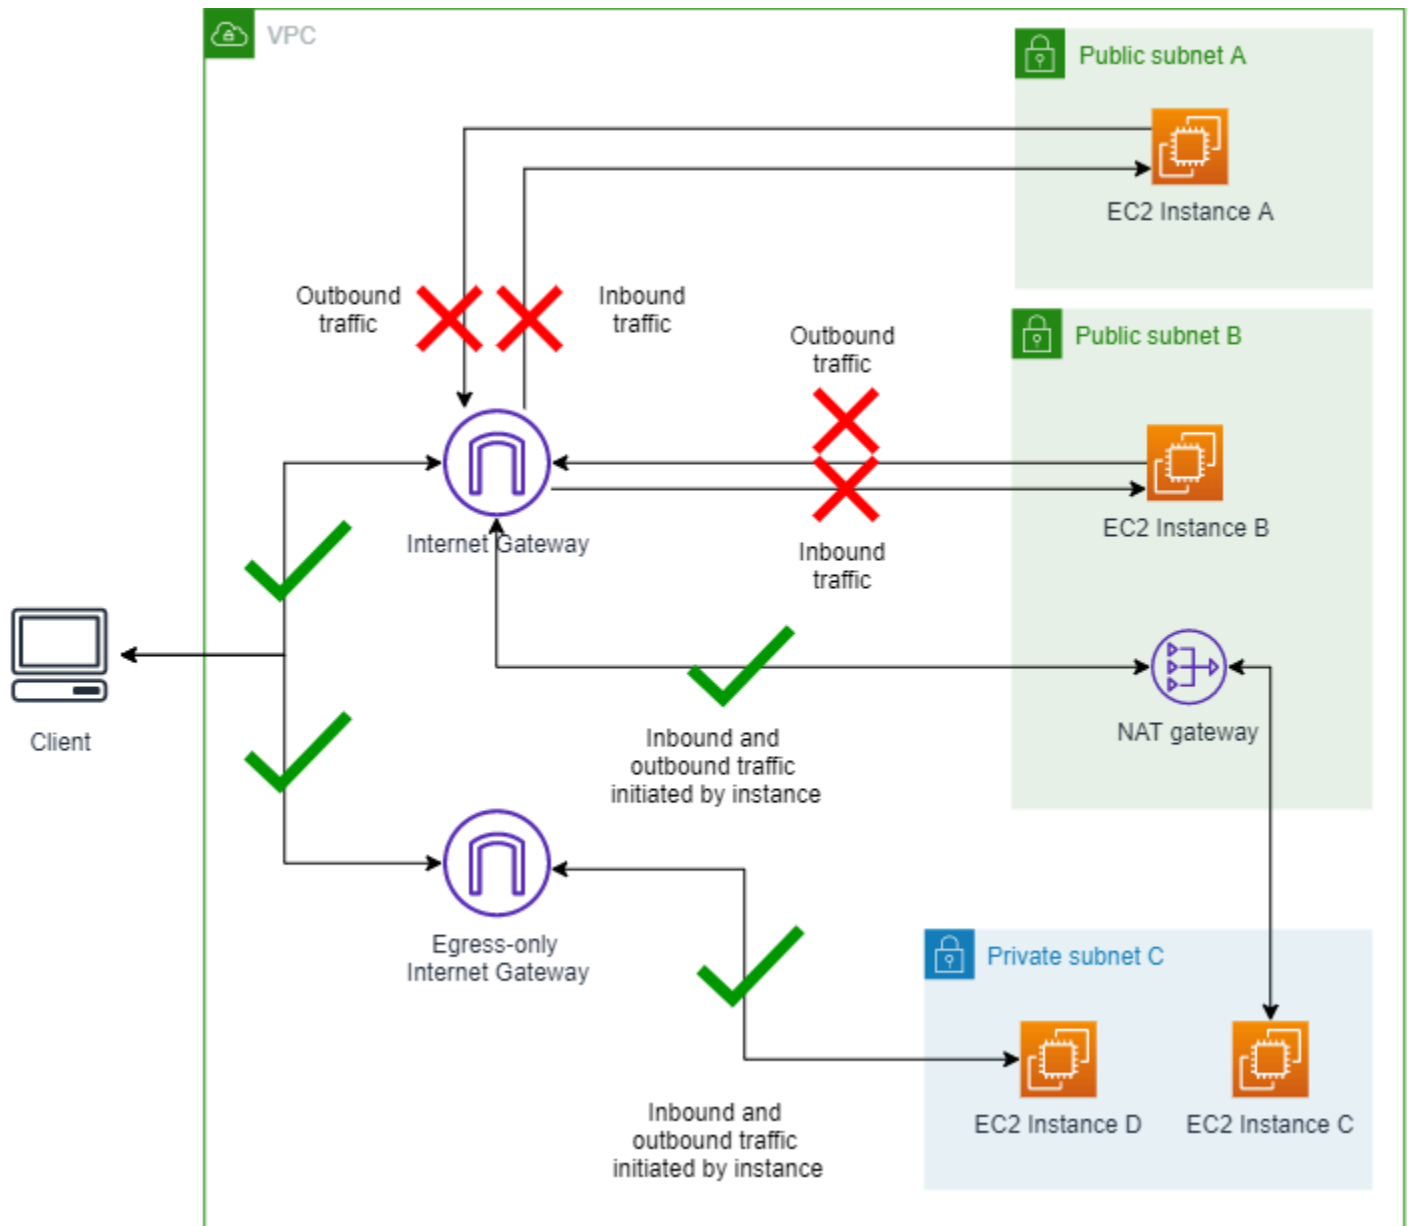 VPC
Public subnet A
EC2 Instance A
Outbound
traffic
Inbound
traffic
Public subnet B
Outbound
traffic
EC2 Instance B
Internet Gateway
Inbound
traffic
Client
NAT gateway
Inbound and
outbound traffic
initiated by instance
Egress-only
Internet Gateway
Private subnet C
EC2 Instance D
EC2 Instance C
Inbound and
outbound traffic
initiated by instance